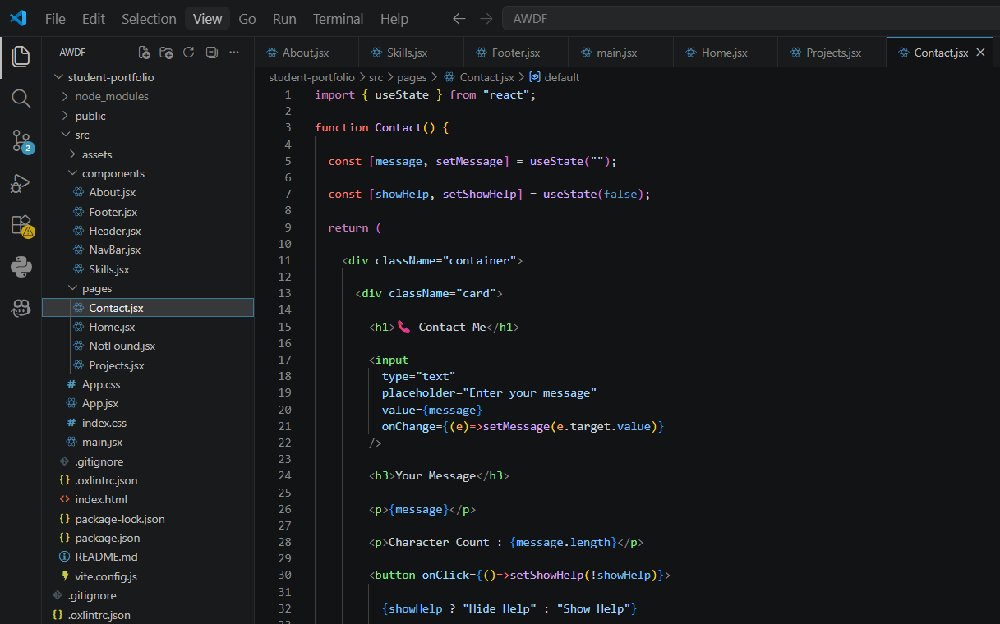 File Edit Selection View Go Run Terminal Help AWDF
AWDF
About.jsx Skills.jsx Footer.jsx main.jsx Home.jsx Projects.jsx Contact.jsx
student-portfolio > src > pages > Contact.jsx > default
student-portfolio
node_modules
public
src
assets
components
About.jsx
Footer.jsx
Header.jsx
NavBar.jsx
Skills.jsx
pages
Contact.jsx
Home.jsx
NotFound.jsx
Projects.jsx
# App.css
App.jsx
# index.css
main.jsx
.gitignore
{} .oxlintrc.json
<> index.html
{} package-lock.json
{} package.json
README.md
vite.config.js
.gitignore
{} .oxlintrc.json
2
1 import { useState } from "react";
2
3 function Contact() {
4
5 const [message, setMessage] = useState("");
6
7 const [showHelp, setShowHelp] = useState(false);
8
9 return (
10
11 <div className="container">
12
13 <div className="card">
14
15 <h1>📞 Contact Me</h1>
16
17 <input
18 type="text"
19 placeholder="Enter your message"
20 value={message}
21 onChange={(e)=>setMessage(e.target.value)}
22 />
23
24 <h3>Your Message</h3>
25
26 <p>{message}</p>
27
28 <p>Character Count : {message.length}</p>
29
30 <button onClick={()=>setShowHelp(!showHelp)}>
31
32 {showHelp ? "Hide Help" : "Show Help"}